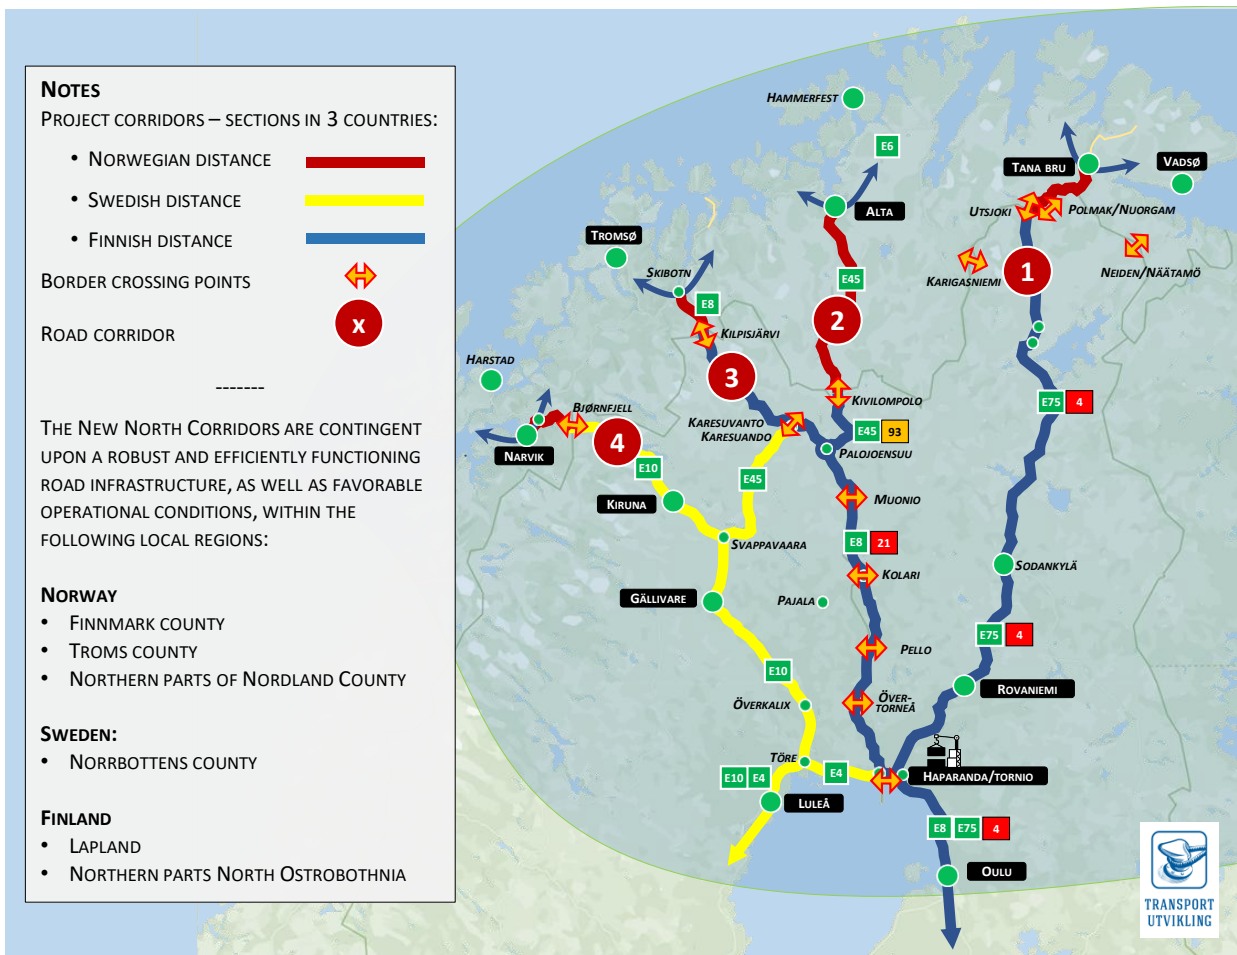 NOTES
PROJECT CORRIDORS – SECTIONS IN 3 COUNTRIES:
• NORWEGIAN DISTANCE
• SWEDISH DISTANCE
• FINNISH DISTANCE
BORDER CROSSING POINTS
ROAD CORRIDOR
X
-------
THE NEW NORTH CORRIDORS ARE CONTINGENT
UPON A ROBUST AND EFFICIENTLY FUNCTIONING
ROAD INFRASTRUCTURE, AS WELL AS FAVORABLE
OPERATIONAL CONDITIONS, WITHIN THE
FOLLOWING LOCAL REGIONS:
NORWAY
• FINNMARK COUNTY
• TROMS COUNTY
• NORTHERN PARTS OF NORDLAND COUNTY
SWEDEN:
• NORRBOTTENS COUNTY
FINLAND
• LAPLAND
• NORTHERN PARTS NORTH OSTROBOTHNIA
HAMMERFEST
E6
TANA BRU
VADSØ
ALTA
UTSJOKI
POLMAK/NUORGAM
TROMSØ
SKIBOTN
E45
KARIGASNIEMI
1
NEIDEN/NÄÄTAMÖ
E8
2
KILPISJÄRVI
HARSTAD
3
BJØRNFJELL
KIVILOMPOLO
E75
4
KARESUVANTO
KARESUANDO
E45
93
NARVIK
4
PALOJOENSUU
E10
E45
KIRUNA
MUONIO
SVAPPAVAARA
E8
21
SODANKYLÄ
KOLARI
GÄLLIVARE
PAJALA
E75
4
PELLO
E10
ROVANIEMI
ÖVERKALIX
ÖVER-
TORNEÅ
TÖRE
E10
E4
E4
HAPARANDA/TORNIO
LULEÅ
E8
E75
4
OULU
TRANSPORT
UTVIKLING